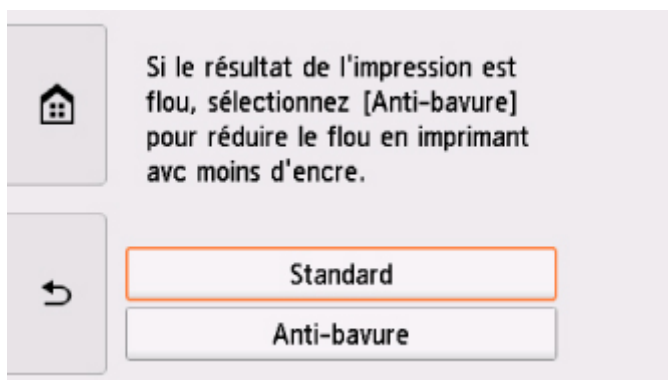 Si le résultat de l'impression est
flou, sélectionnez [Anti-bavure]
pour réduire le flou en imprimant
avc moins d'encre.
Standard
Anti-bavure